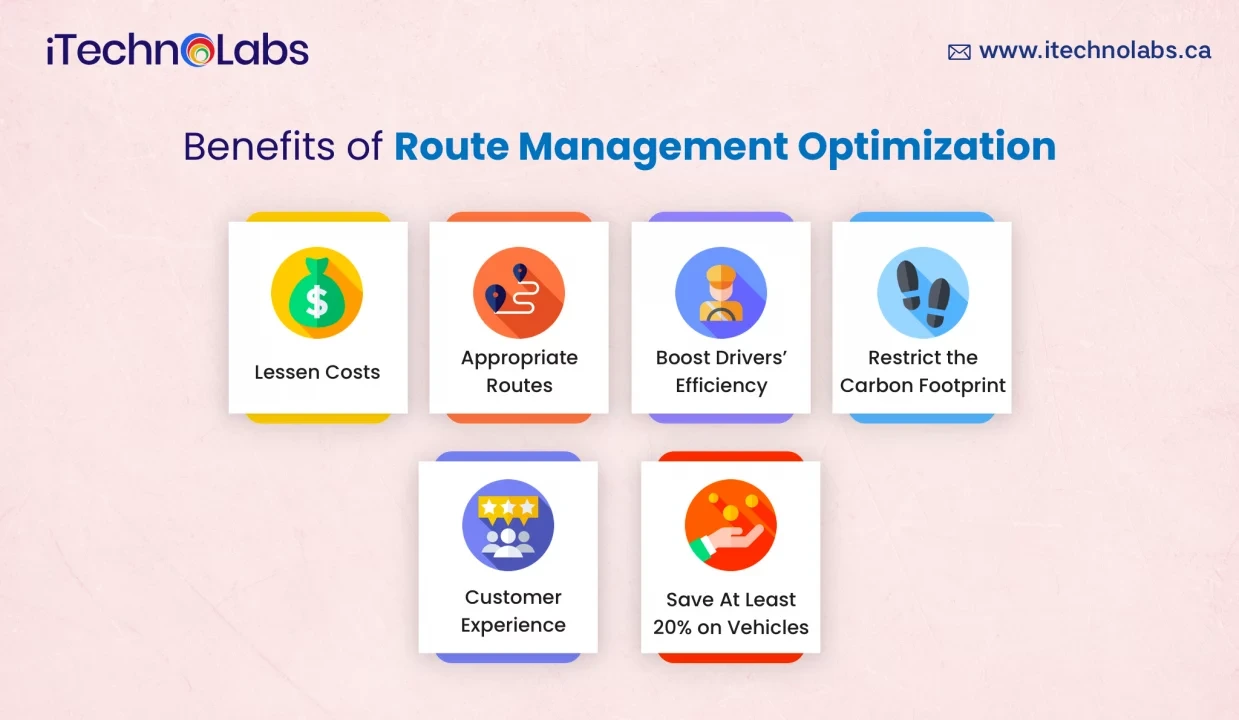 iTechnoLabs
www.itechnolabs.ca
Benefits of Route Management Optimization
$
Lessen Costs
Appropriate
Routes
Boost Drivers’
Efficiency
Restrict the
Carbon Footprint
Customer
Experience
Save At Least
20% on Vehicles